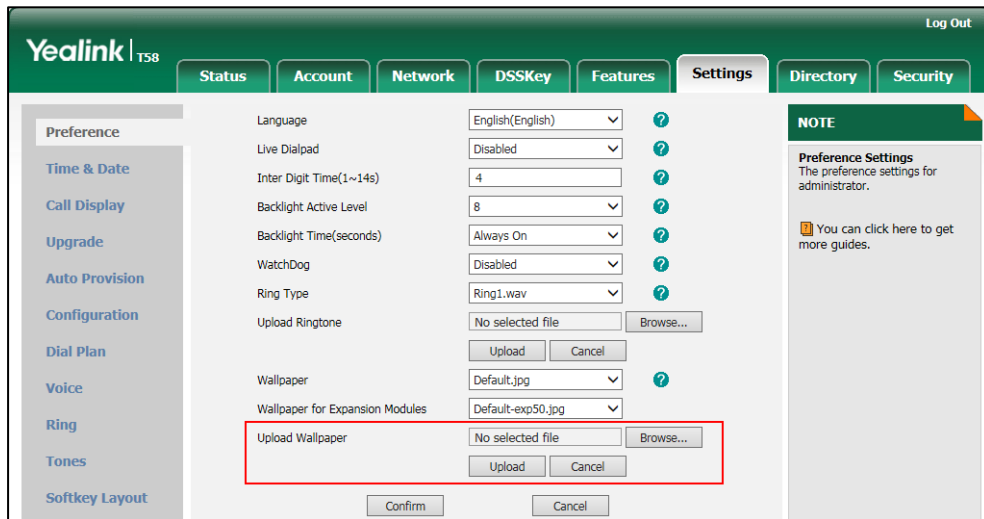 Log Out
Yealink T58
Status Account Network DSSKey Features Settings Directory Security
Preference
Time & Date
Call Display
Upgrade
Auto Provision
Configuration
Dial Plan
Voice
Ring
Tones
Softkey Layout
Language English(English) ?
Live Dialpad Disabled ?
Inter Digit Time(1~14s) 4 ?
Backlight Active Level 8 ?
Backlight Time(seconds) Always On ?
WatchDog Disabled ?
Ring Type Ring1.wav ?
Upload Ringtone No selected file Browse...
Upload Cancel
Wallpaper Default.jpg ?
Wallpaper for Expansion Modules Default-exp50.jpg
Upload Wallpaper No selected file Browse...
Upload Cancel
Confirm Cancel
NOTE
Preference Settings
The preference settings for
administrator.
? You can click here to get
more guides.